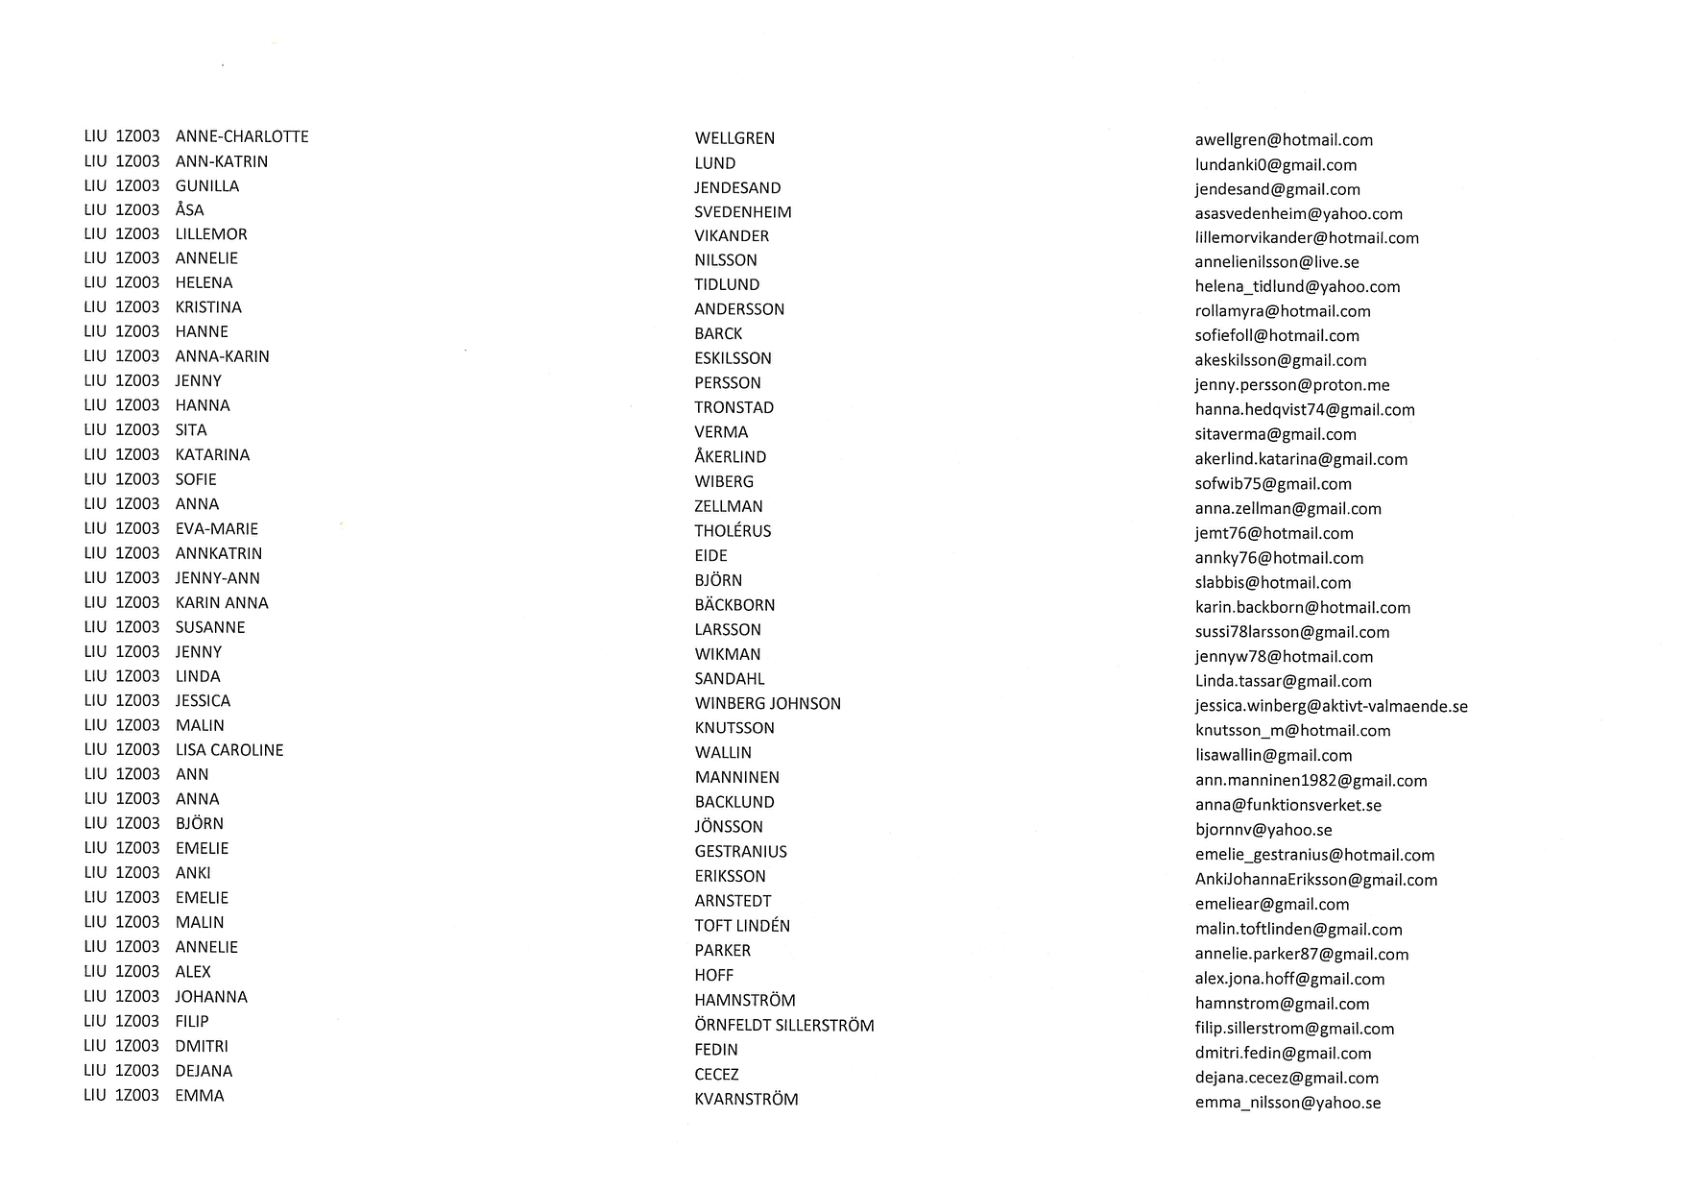 LIU 1Z003 ANNE-CHARLOTTE WELLGREN awellgren@hotmail.com
LIU 1Z003 ANN-KATRIN LUND lundanki0@gmail.com
LIU 1Z003 GUNILLA JENDESAND jendesand@gmail.com
LIU 1Z003 ÅSA SVEDENHEIM asasvedenheim@yahoo.com
LIU 1Z003 LILLEMOR VIKANDER lillemorvikander@hotmail.com
LIU 1Z003 ANNELIE NILSSON annelienilsson@live.se
LIU 1Z003 HELENA TIDLUND helena_tidlund@yahoo.com
LIU 1Z003 KRISTINA ANDERSSON rollamyra@hotmail.com
LIU 1Z003 HANNE BARCK sofiefoll@hotmail.com
LIU 1Z003 ANNA-KARIN ESKILSSON akeskilsson@gmail.com
LIU 1Z003 JENNY PERSSON jenny.persson@proton.me
LIU 1Z003 HANNA TRONSTAD hanna.hedqvist74@gmail.com
LIU 1Z003 SITA VERMA sitaverma@gmail.com
LIU 1Z003 KATARINA ÅKERLIND akerlind.katarina@gmail.com
LIU 1Z003 SOFIE WIBERG sofwib75@gmail.com
LIU 1Z003 ANNA ZELLMAN anna.zellman@gmail.com
LIU 1Z003 EVA-MARIE THOLÉRUS jemt76@hotmail.com
LIU 1Z003 ANNKATRIN EIDE annky76@hotmail.com
LIU 1Z003 JENNY-ANN BJÖRN slabbis@hotmail.com
LIU 1Z003 KARIN ANNA BÄCKBORN karin.backborn@hotmail.com
LIU 1Z003 SUSANNE LARSSON sussi78larsson@gmail.com
LIU 1Z003 JENNY WIKMAN jennyw78@hotmail.com
LIU 1Z003 LINDA SANDAHL Linda.tassar@gmail.com
LIU 1Z003 JESSICA WINBERG JOHNSON jessica.winberg@aktivt-valmaende.se
LIU 1Z003 MALIN KNUTSSON knutsson_m@hotmail.com
LIU 1Z003 LISA CAROLINE WALLIN lisawallin@gmail.com
LIU 1Z003 ANN MANNINEN ann.manninen1982@gmail.com
LIU 1Z003 ANNA BACKLUND anna@funktionsverket.se
LIU 1Z003 BJÖRN JÖNSSON bjornnv@yahoo.se
LIU 1Z003 EMELIE GESTRANIUS emelie_gestranius@hotmail.com
LIU 1Z003 ANKI ERIKSSON AnkiJohannaEriksson@gmail.com
LIU 1Z003 EMELIE ARNSTEDT emeliear@gmail.com
LIU 1Z003 MALIN TOFT LINDÉN malin.toftlinden@gmail.com
LIU 1Z003 ANNELIE PARKER annelie.parker87@gmail.com
LIU 1Z003 ALEX HOFF alex.jona.hoff@gmail.com
LIU 1Z003 JOHANNA HAMNSTRÖM hamnstrom@gmail.com
LIU 1Z003 FILIP ÖRNFELDT SILLERSTRÖM filip.sillerstrom@gmail.com
LIU 1Z003 DMITRI FEDIN dmitri.fedin@gmail.com
LIU 1Z003 DEJANA CECEZ dejana.cecez@gmail.com
LIU 1Z003 EMMA KVARNSTRÖM emma_nilsson@yahoo.se